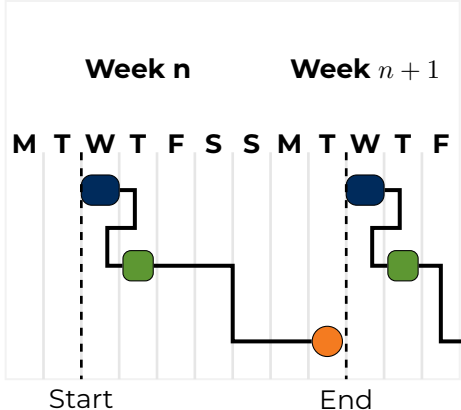 Week n Week n + 1
M T W T F S S M T W T F
Start End